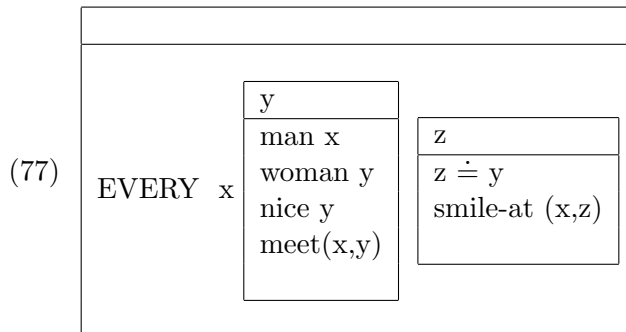 (77)
EVERY x
y
man x
woman y
nice y
meet(x,y)
z
z ≐ y
smile-at (x,z)